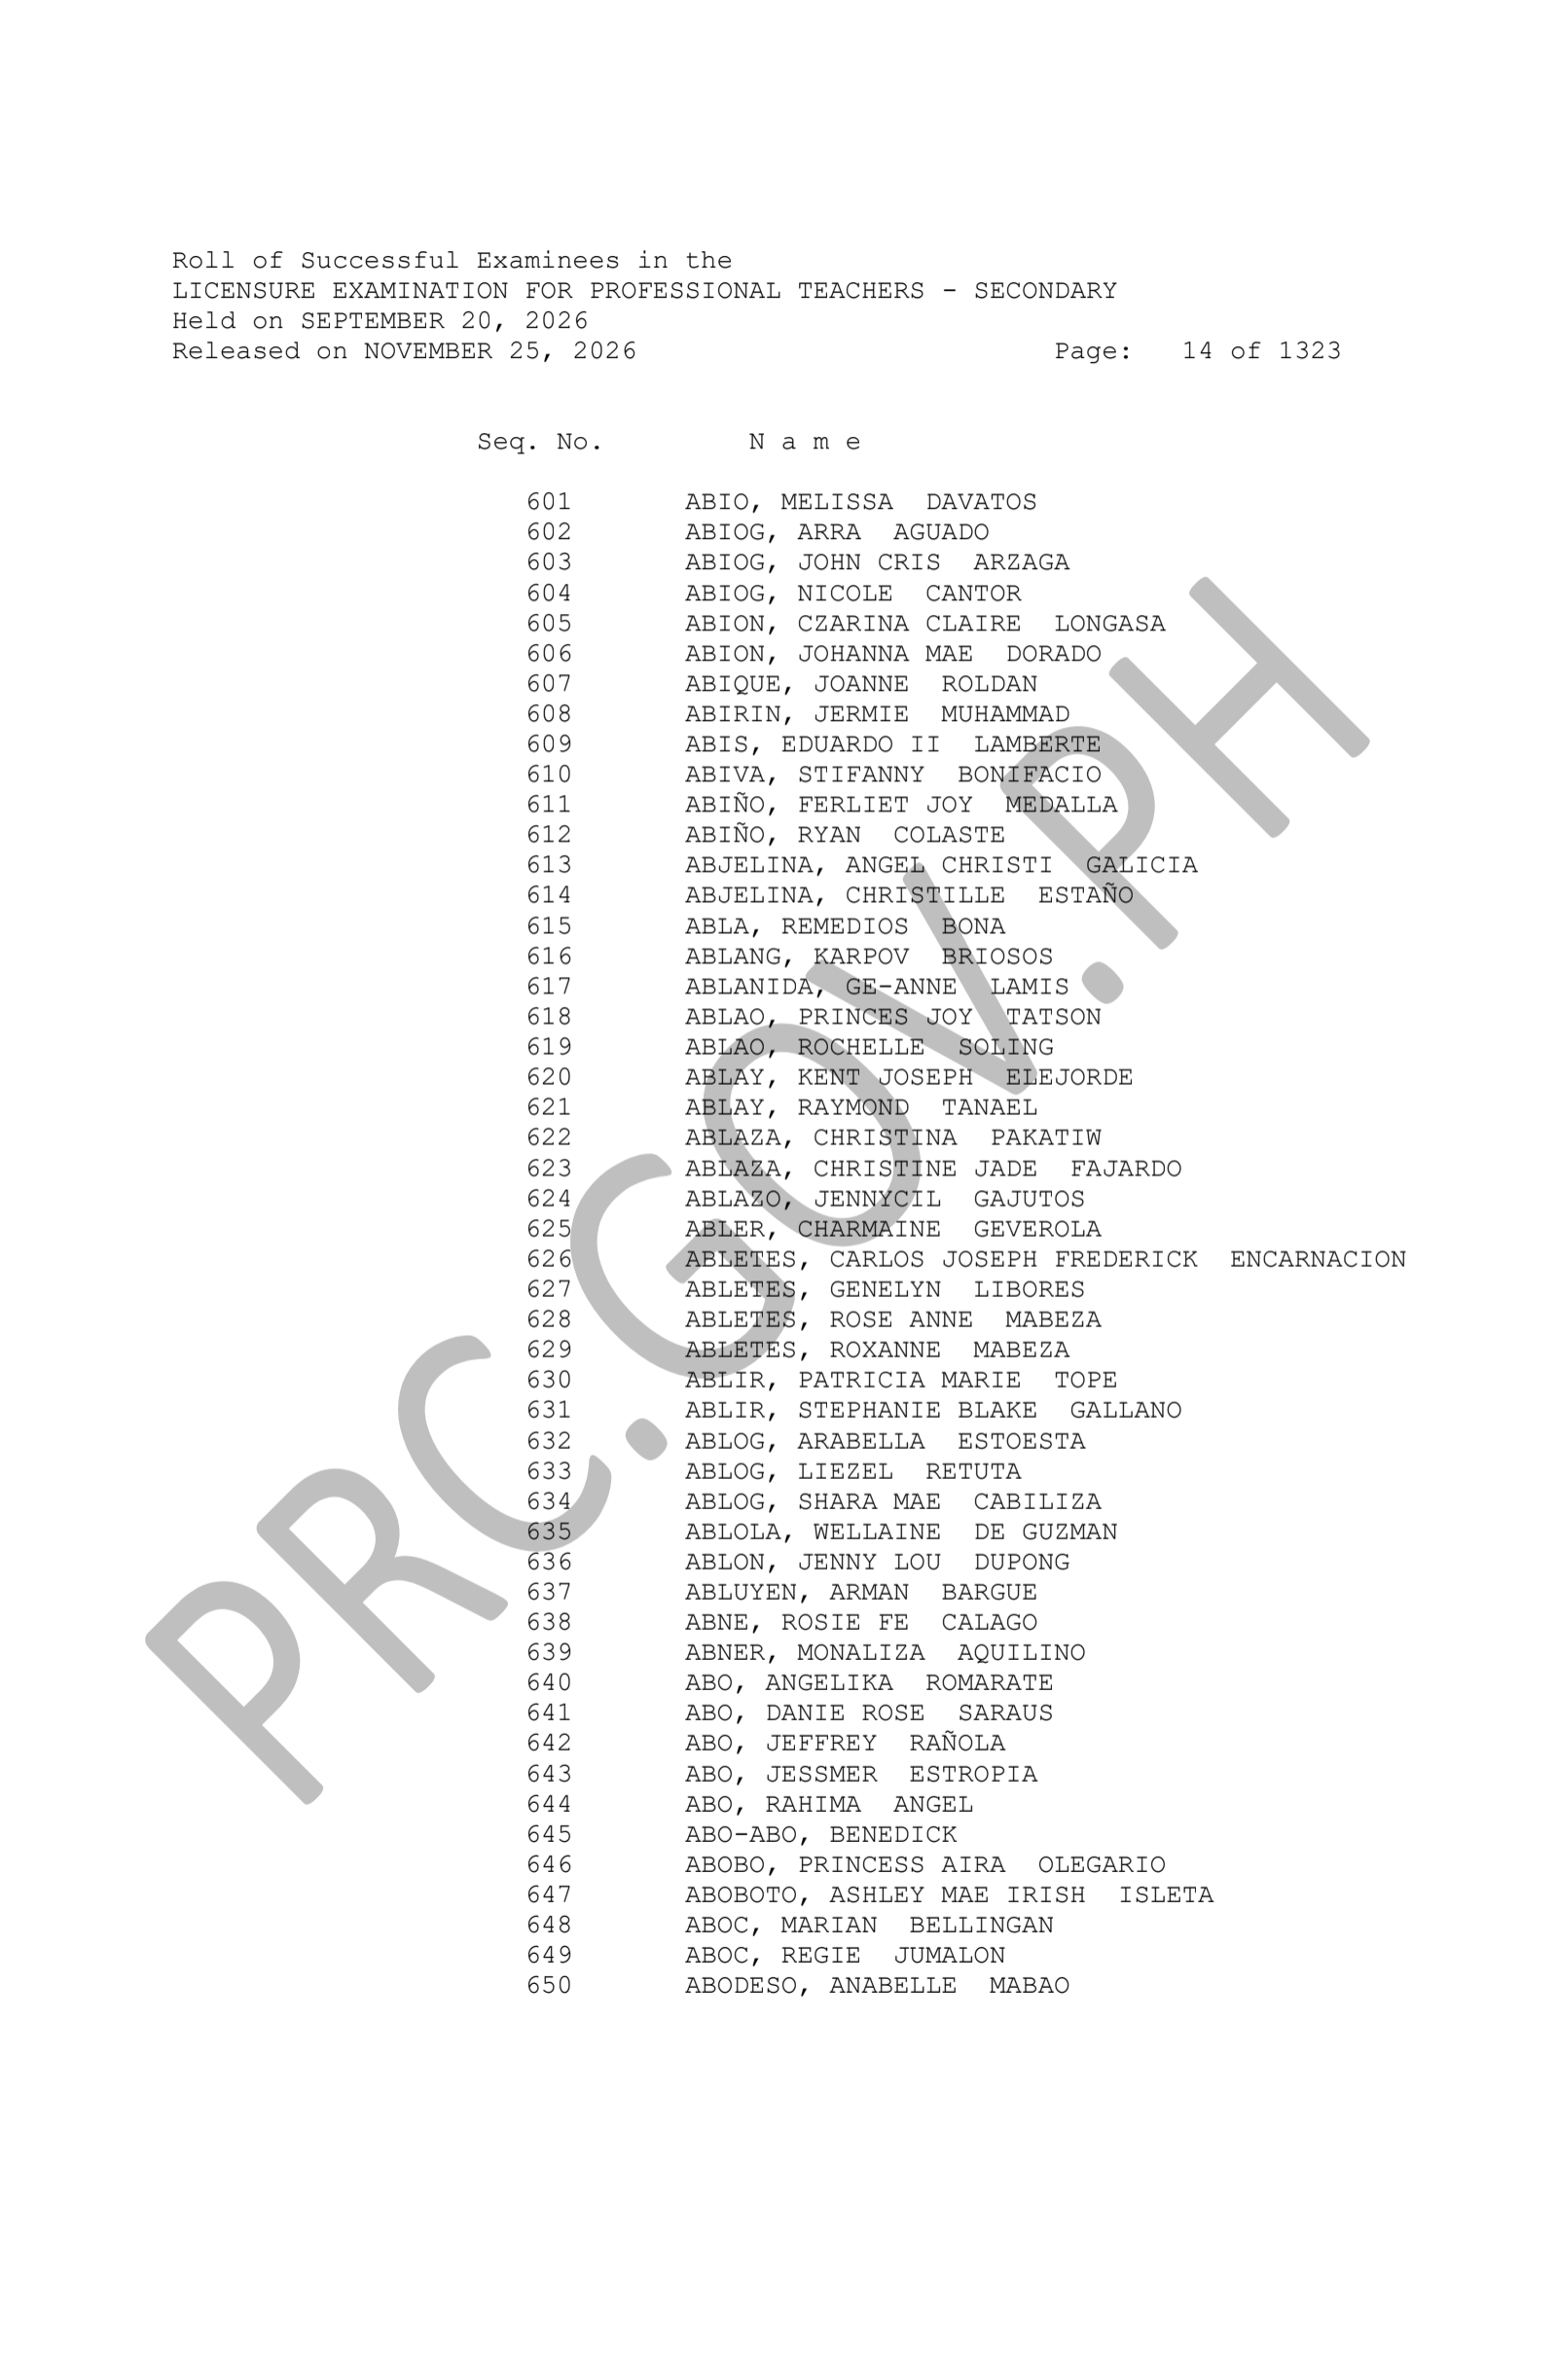 Roll of Successful Examinees in the
LICENSURE EXAMINATION FOR PROFESSIONAL TEACHERS - SECONDARY
Held on SEPTEMBER 20, 2026
Released on NOVEMBER 25, 2026 Page: 14 of 1323
Seq. No. N a m e
601 ABIO, MELISSA DAVATOS
602 ABIOG, ARRA AGUADO
603 ABIOG, JOHN CRIS ARZAGA
604 ABIOG, NICOLE CANTOR
605 ABION, CZARINA CLAIRE LONGASA
606 ABION, JOHANNA MAE DORADO
607 ABIQUE, JOANNE ROLDAN
608 ABIRIN, JERMIE MUHAMMAD
609 ABIS, EDUARDO II LAMBERTE
610 ABIVA, STIFANNY BONIFACIO
611 ABIÑO, FERLIET JOY MEDALLA
612 ABIÑO, RYAN COLASTE
613 ABJELINA, ANGEL CHRISTI GALICIA
614 ABJELINA, CHRISTILLE ESTAÑO
615 ABLA, REMEDIOS BONA
616 ABLANG, KARPOV BRIOSOS
617 ABLANIDA, GE-ANNE LAMIS
618 ABLAO, PRINCES JOY TATSON
619 ABLAO, ROCHELLE SOLING
620 ABLAY, KENT JOSEPH ELEJORDE
621 ABLAY, RAYMOND TANAEL
622 ABLAZA, CHRISTINA PAKATIW
623 ABLAZA, CHRISTINE JADE FAJARDO
624 ABLAZO, JENNYCIL GAJUTOS
625 ABLER, CHARMAINE GEVEROLA
626 ABLETES, CARLOS JOSEPH FREDERICK ENCARNACION
627 ABLETES, GENELYN LIBORES
628 ABLETES, ROSE ANNE MABEZA
629 ABLETES, ROXANNE MABEZA
630 ABLIR, PATRICIA MARIE TOPE
631 ABLIR, STEPHANIE BLAKE GALLANO
632 ABLOG, ARABELLA ESTOESTA
633 ABLOG, LIEZEL RETUTA
634 ABLOG, SHARA MAE CABILIZA
635 ABLOLA, WELLAINE DE GUZMAN
636 ABLON, JENNY LOU DUPONG
637 ABLUYEN, ARMAN BARGUE
638 ABNE, ROSIE FE CALAGO
639 ABNER, MONALIZA AQUILINO
640 ABO, ANGELIKA ROMARATE
641 ABO, DANIE ROSE SARAUS
642 ABO, JEFFREY RAÑOLA
643 ABO, JESSMER ESTROPIA
644 ABO, RAHIMA ANGEL
645 ABO-ABO, BENEDICK
646 ABOBO, PRINCESS AIRA OLEGARIO
647 ABOBOTO, ASHLEY MAE IRISH ISLETA
648 ABOC, MARIAN BELLINGAN
649 ABOC, REGIE JUMALON
650 ABODESO, ANABELLE MABAO
PRC.GOV.PH